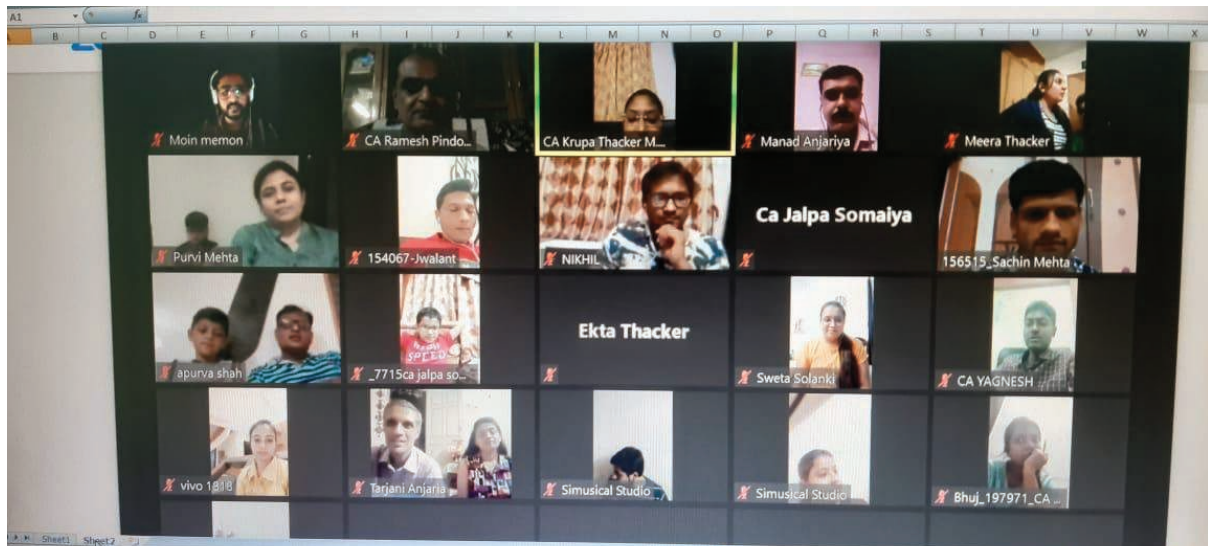 A1
fx
B C D E F G H I J K L M N O P Q R S T U V W X
Moin memon
CA Ramesh Pindo...
CA Krupa Thacker M...
Manad Anjariya
Meera Thacker
Purvi Mehta
154067-Jwalant
NIKHIL
Ca Jalpa Somaiya
156515_Sachin Mehta
apurva shah
_7715ca jalpa so...
Ekta Thacker
Sweta Solanki
CA YAGNESH
vivo 1818
Tarjani Anjaria
Simusical Studio
Simusical Studio
Bhuj_197971_CA ...
Sheet1 Sheet2